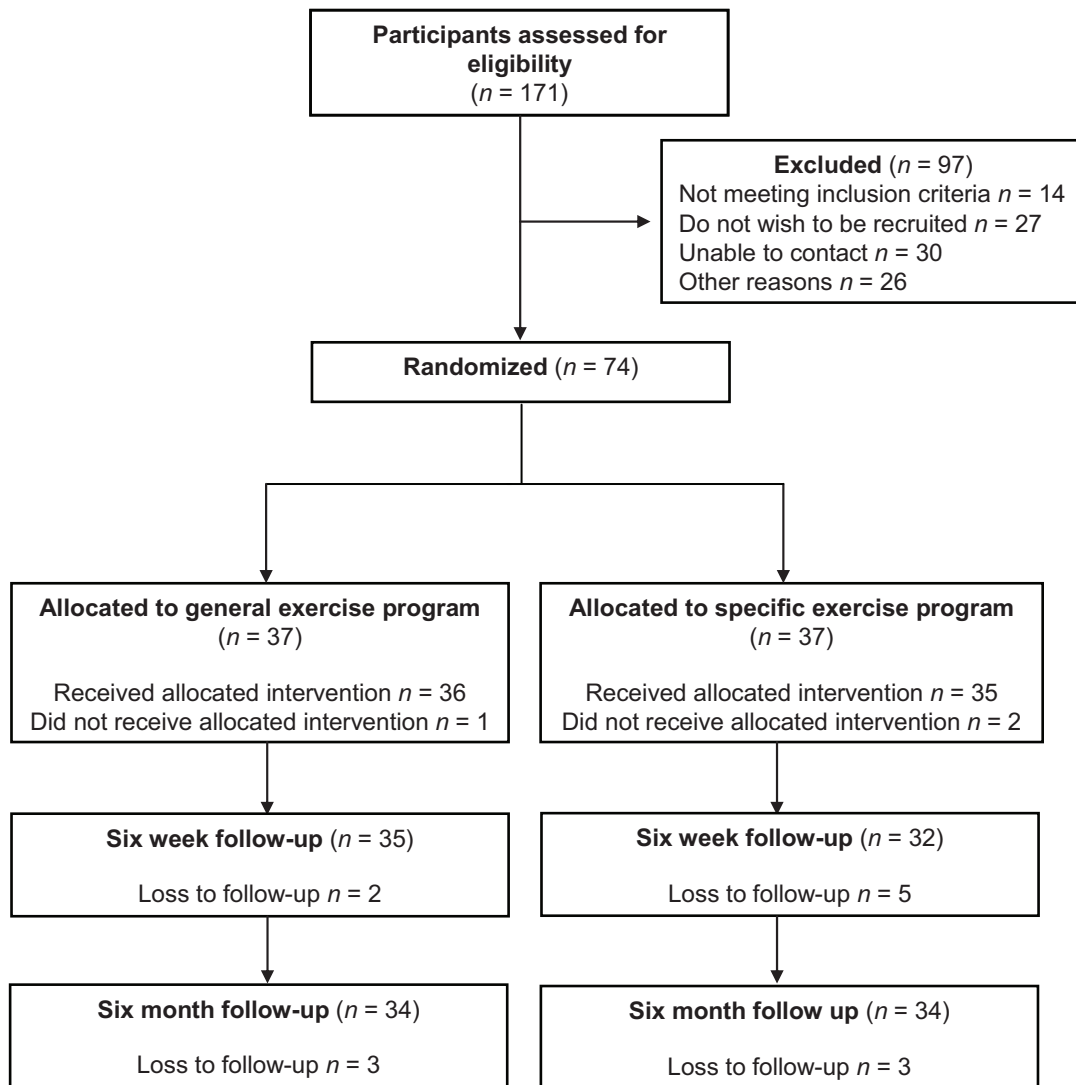 Participants assessed for
eligibility
(n = 171)
Excluded (n = 97)
Not meeting inclusion criteria n = 14
Do not wish to be recruited n = 27
Unable to contact n = 30
Other reasons n = 26
Randomized (n = 74)
Allocated to general exercise program
(n = 37)
Received allocated intervention n = 36
Did not receive allocated intervention n = 1
Allocated to specific exercise program
(n = 37)
Received allocated intervention n = 35
Did not receive allocated intervention n = 2
Six week follow-up (n = 35)
Loss to follow-up n = 2
Six week follow-up (n = 32)
Loss to follow-up n = 5
Six month follow-up (n = 34)
Loss to follow-up n = 3
Six month follow up (n = 34)
Loss to follow-up n = 3